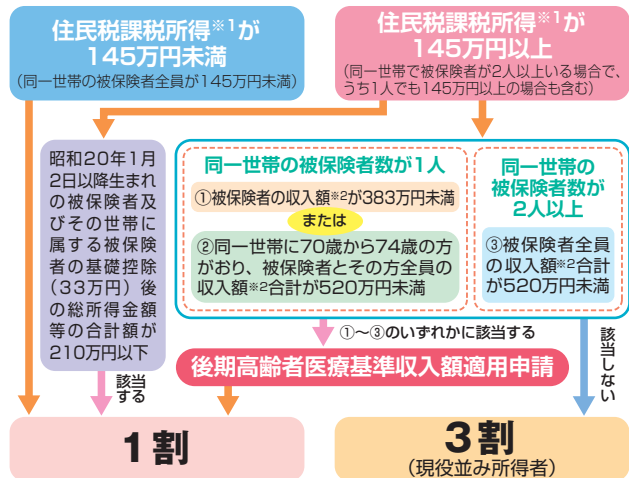 住民税課税所得※1が
145万円未満
(同一世帯の被保険者全員が145万円未満)
住民税課税所得※1が
145万円以上
(同一世帯で被保険者が2人以上いる場合で、
うち1人でも145万円以上の場合も含む)
昭和20年1月
2日以降生まれ
の被保険者及
びその世帯に
属する被保険
者の基礎控除
(33万円)後
の総所得金額
等の合計額が
210万円以下
同一世帯の被保険者数が1人
①被保険者の収入額※2が383万円未満
または
②同一世帯に70歳から74歳の方
がおり、被保険者とその方全員の
収入額※2合計が520万円未満
同一世帯の
被保険者数が
2人以上
③被保険者全員
の収入額※2合計
が520万円未満
①〜③のいずれかに該当する
該当しない
後期高齢者医療基準収入額適用申請
該当
する
1割
3割
(現役並み所得者)